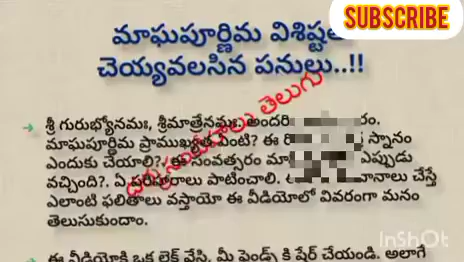 SUBSCRIBE
మాఘపూర్ణిమ
చెయ్యవలసిన పనులు..!!
శ్రీ గురుభ్యోనమః, శ్రీమాత్రేనమః, అందరి
మాఘపూర్ణిమ ప్రాముఖ్యత ఏంటి? ఈ స్నానం
ఎందుకు చేయాలి?. ఈ సంవత్సరం ఎప్పుడు
వచ్చింది?. ఏ పాటించాలి. చేస్తే
ఎలాంటి ఫలితాలు వస్తాయో ఈ వీడియోలో వివరంగా మనం
తెలుసుకుందాం.
ఈ వీడియోకి ఒక లైక్ వేసి, మీ ఫ్రెండ్స్ కి షేర్ చేయండి. అలాగే
తెలుగు
InShOt